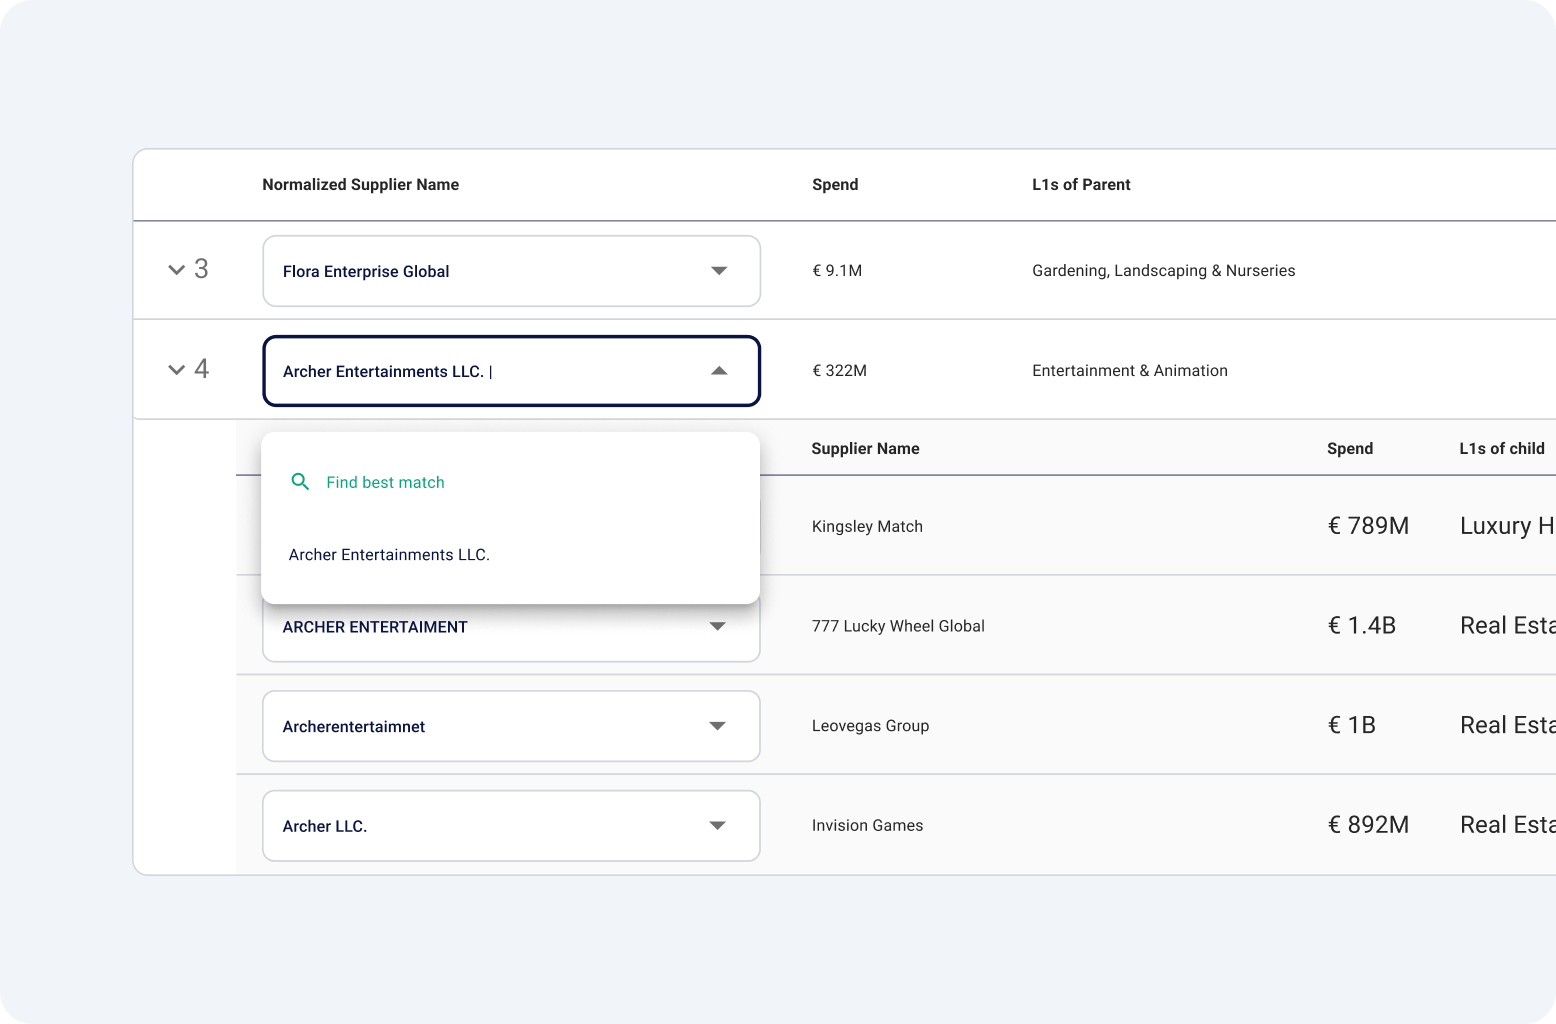 Normalized Supplier Name Spend L1s of Parent
3 Flora Enterprise Global € 9.1M Gardening, Landscaping & Nurseries
4 Archer Entertainments LLC. | € 322M Entertainment & Animation
Supplier Name Spend L1s of child
Find best match
Kingsley Match € 789M Luxury H
Archer Entertainments LLC.
ARCHER ENTERTAIMENT 777 Lucky Wheel Global € 1.4B Real Esta
Archerentertaimnet Leovegas Group € 1B Real Esta
Archer LLC. Invision Games € 892M Real Esta